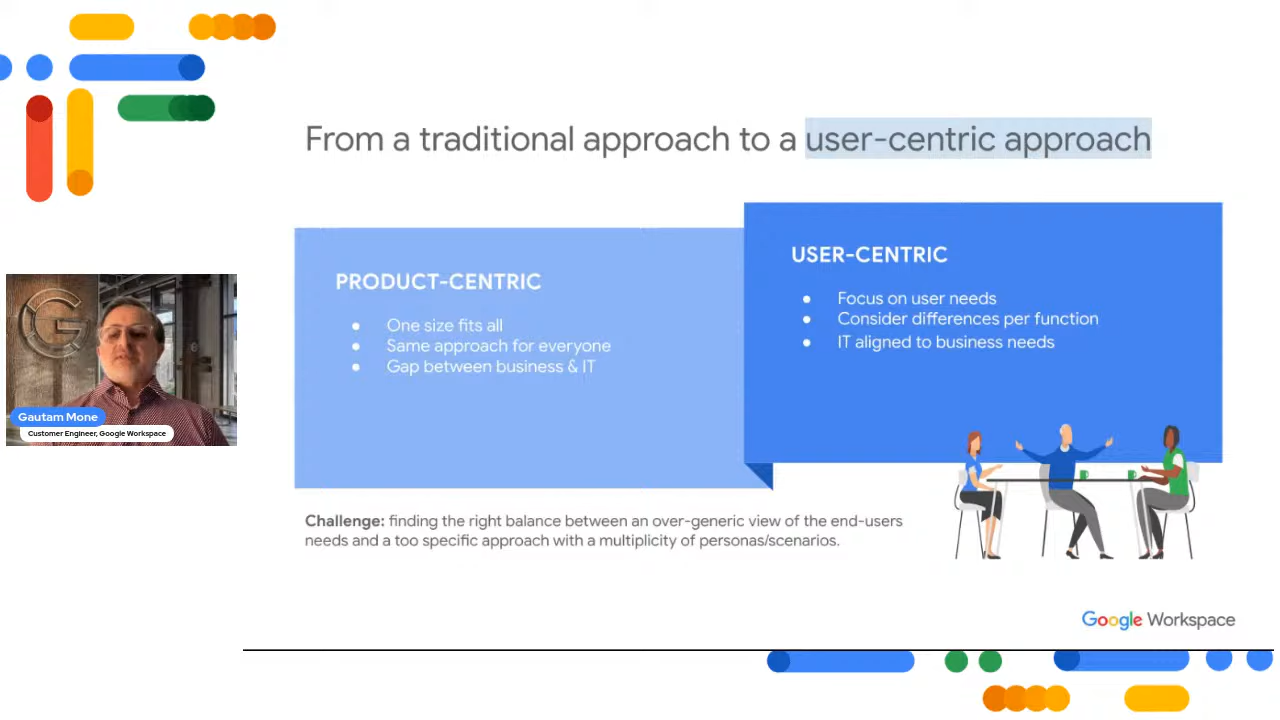 From a traditional approach to a user-centric approach
PRODUCT-CENTRIC
● One size fits all
● Same approach for everyone
● Gap between business & IT
USER-CENTRIC
● Focus on user needs
● Consider differences per function
● IT aligned to business needs
Gautam Mone
Customer Engineer, Google Workspace
Challenge: finding the right balance between an over-generic view of the end-users
needs and a too specific approach with a multiplicity of personas/scenarios.
Google Workspace
G